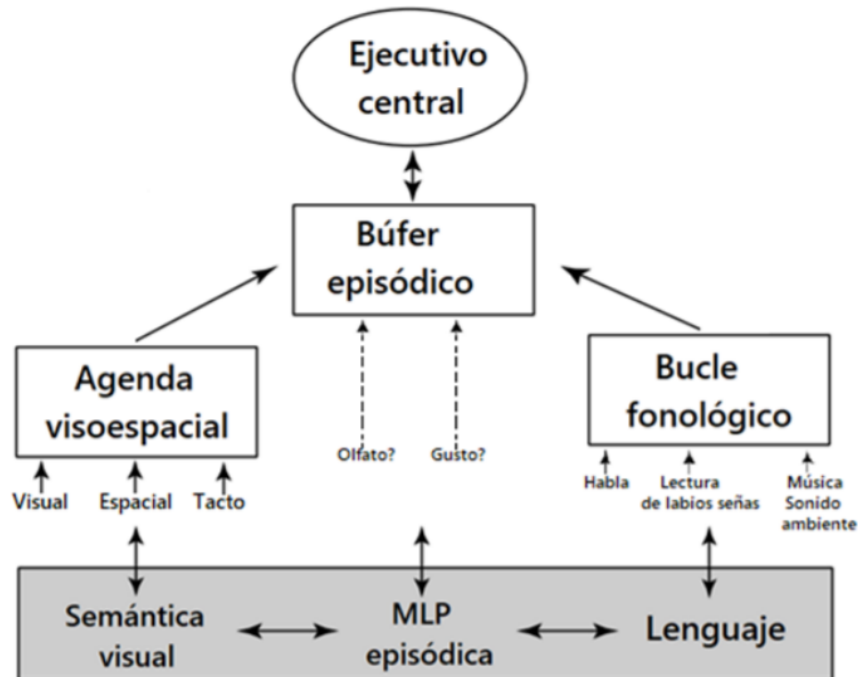 Ejecutivo
central
Búfer
episódico
Agenda
visoespacial
Bucle
fonológico
Olfato?
Gusto?
Visual
Espacial
Tacto
Habla
Lectura
de labios señas
Música
Sonido
ambiente
Semántica
visual
MLP
episódica
Lenguaje